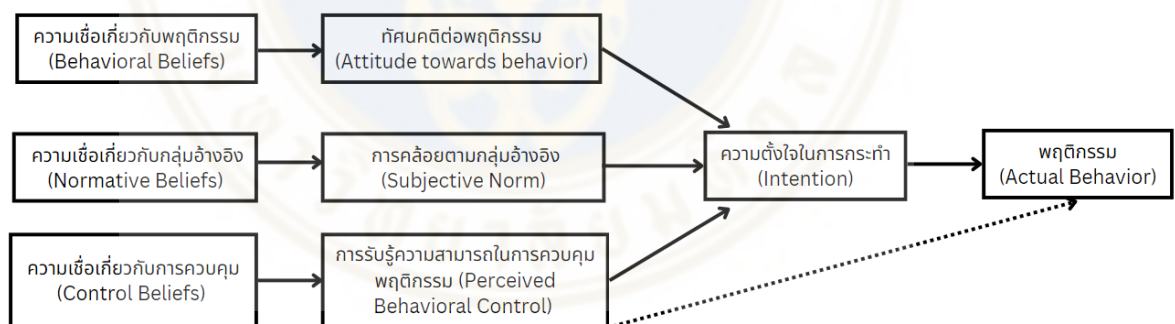 ความเชื่อเกี่ยวกับพฤติกรรม
(Behavioral Beliefs)
ทัศนคติต่อพฤติกรรม
(Attitude towards behavior)
ความเชื่อเกี่ยวกับกลุ่มอ้างอิง
(Normative Beliefs)
การคล้อยตามกลุ่มอ้างอิง
(Subjective Norm)
ความตั้งใจในการกระทำ
(Intention)
พฤติกรรม
(Actual Behavior)
ความเชื่อเกี่ยวกับการควบคุม
(Control Beliefs)
การรับรู้ความสามารถในการควบคุม
พฤติกรรม (Perceived
Behavioral Control)